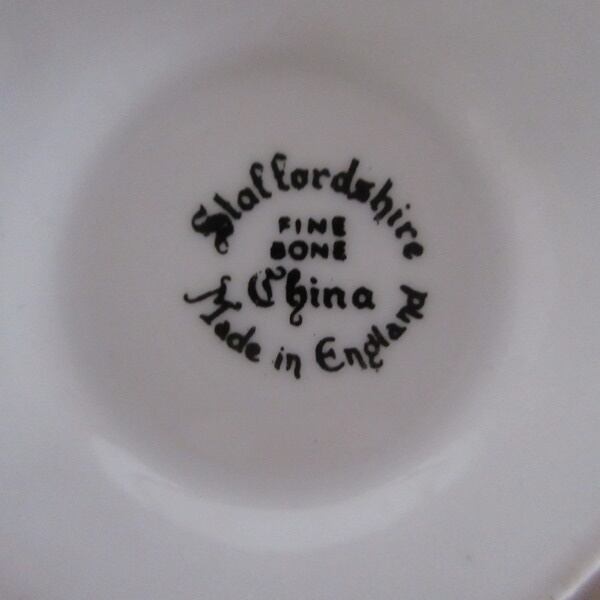 Staffordshire
FINE
BONE
China
Made in England